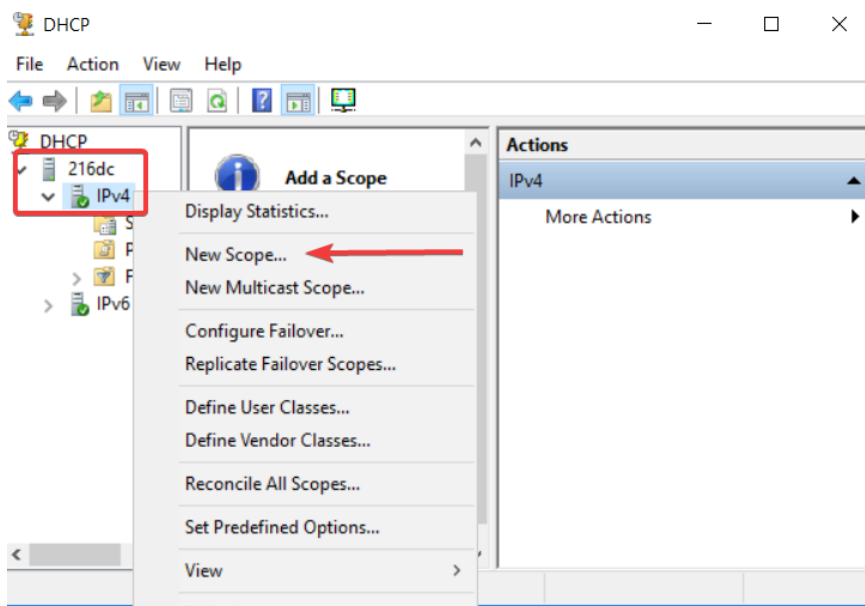 DHCP
File Action View Help
DHCP
216dc
IPv4
S
P
F
IPv6
Add a Scope
Display Statistics...
New Scope...
New Multicast Scope...
Configure Failover...
Replicate Failover Scopes...
Define User Classes...
Define Vendor Classes...
Reconcile All Scopes...
Set Predefined Options...
View
Actions
IPv4
More Actions